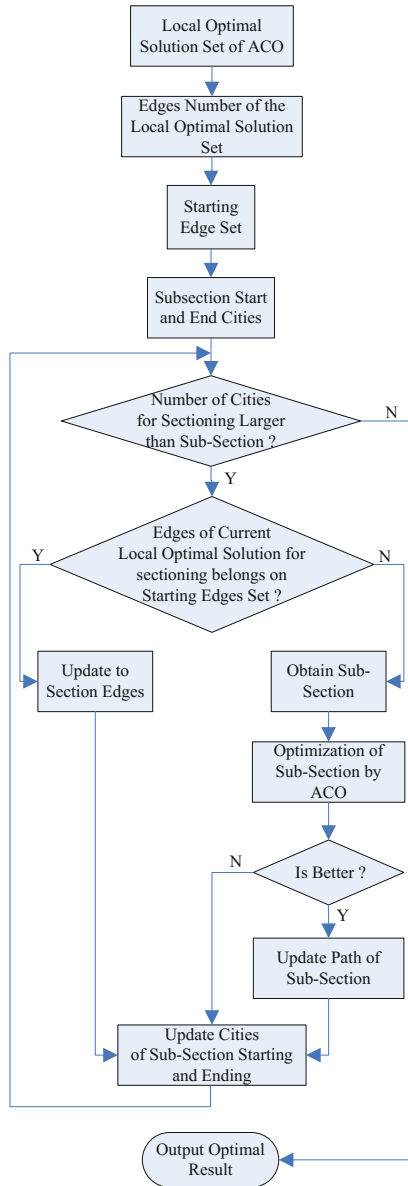 Local Optimal
Solution Set of ACO
Edges Number of the
Local Optimal Solution
Set
Starting
Edge Set
Subsection Start
and End Cities
Number of Cities
for Sectioning Larger
than Sub-Section ?
N
Y
Edges of Current
Local Optimal Solution for
sectioning belongs on
Starting Edges Set ?
Y
N
Update to
Section Edges
Obtain Sub-
Section
Optimization of
Sub-Section by
ACO
Is Better ?
N
Y
Update Path of
Sub-Section
Update Cities
of Sub-Section Starting
and Ending
Output Optimal
Result